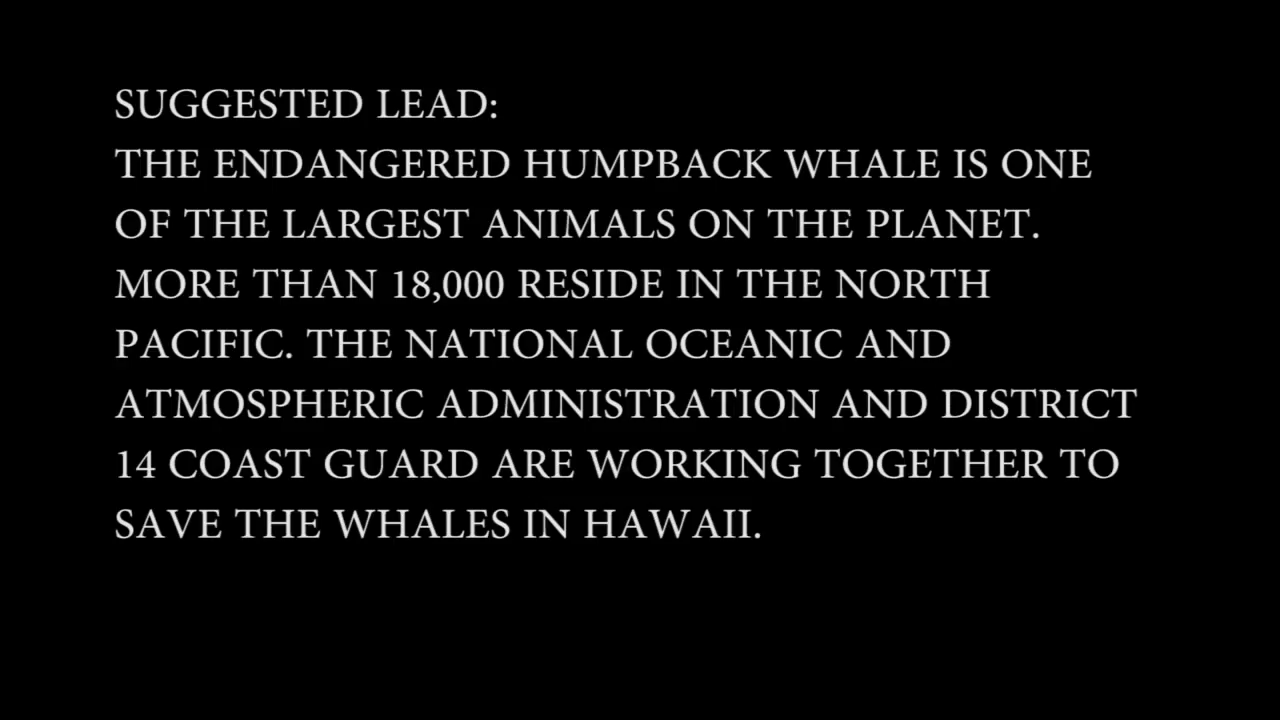 SUGGESTED LEAD:
THE ENDANGERED HUMPBACK WHALE IS ONE
OF THE LARGEST ANIMALS ON THE PLANET.
MORE THAN 18,000 RESIDE IN THE NORTH
PACIFIC. THE NATIONAL OCEANIC AND
ATMOSPHERIC ADMINISTRATION AND DISTRICT
14 COAST GUARD ARE WORKING TOGETHER TO
SAVE THE WHALES IN HAWAII.